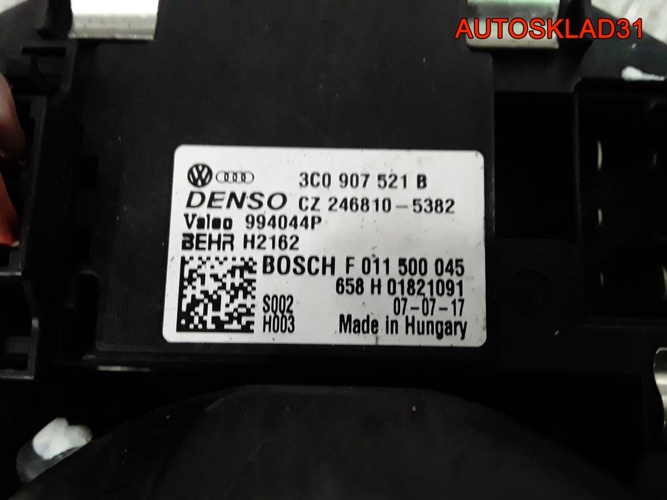 AUTOSKLAD31
3C0 907 521 B
DENSO CZ 246810-5382
Valeo 994044P
BEHR H2162
BOSCH F 011 500 045
658 H 01821091
S002 07-07-17
H003 Made in Hungary